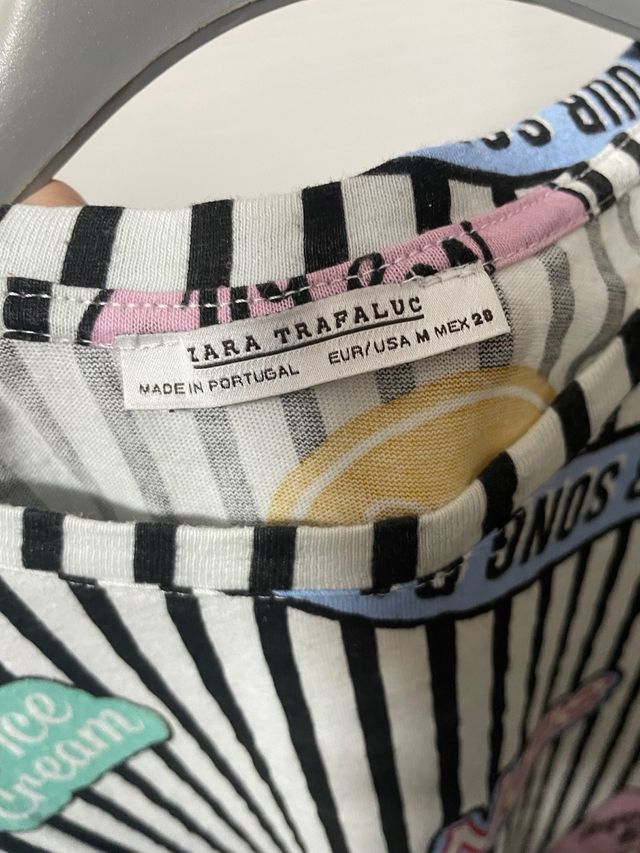 ZARA TRAFALUC
MADE IN PORTUGAL EUR/USA M MEX 28
SONG
Ice
Cream